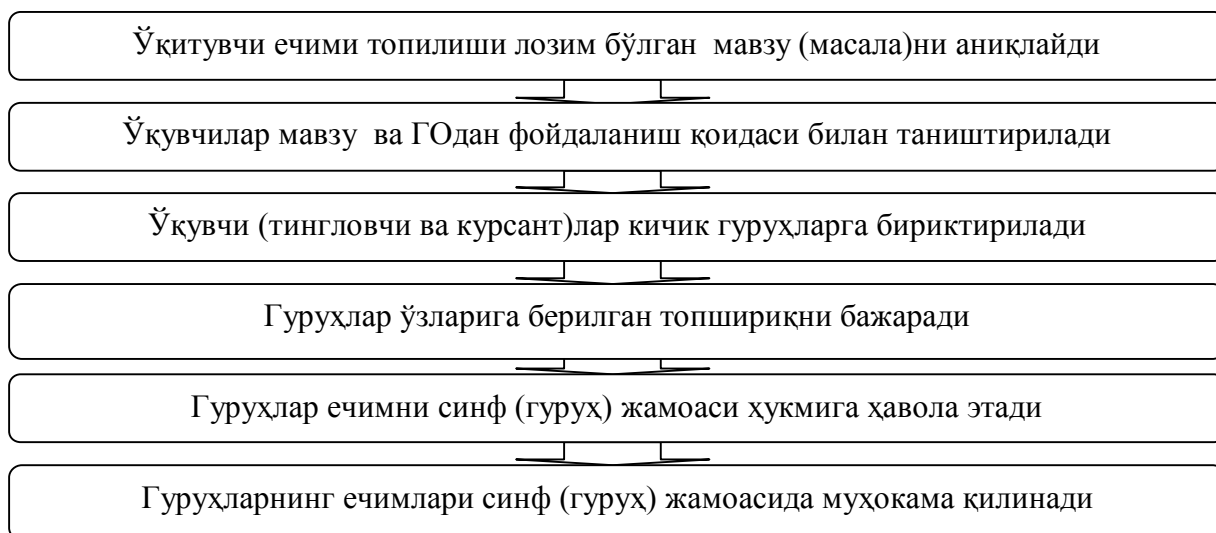 Ўқитувчи ечими топилиши лозим бўлган мавзу (масала)ни аниқлайди
Ўқувчилар мавзу ва ГОдан фойдаланиш қоидаси билан таништирилади
Ўқувчи (тингловчи ва курсант)лар кичик гуруҳларга бириктирилади
Гуруҳлар ўзларига берилган топшириқни бажаради
Гуруҳлар ечимни синф (гуруҳ) жамоаси ҳукмига ҳавола этади
Гуруҳларнинг ечимлари синф (гуруҳ) жамоасида муҳокама қилинади